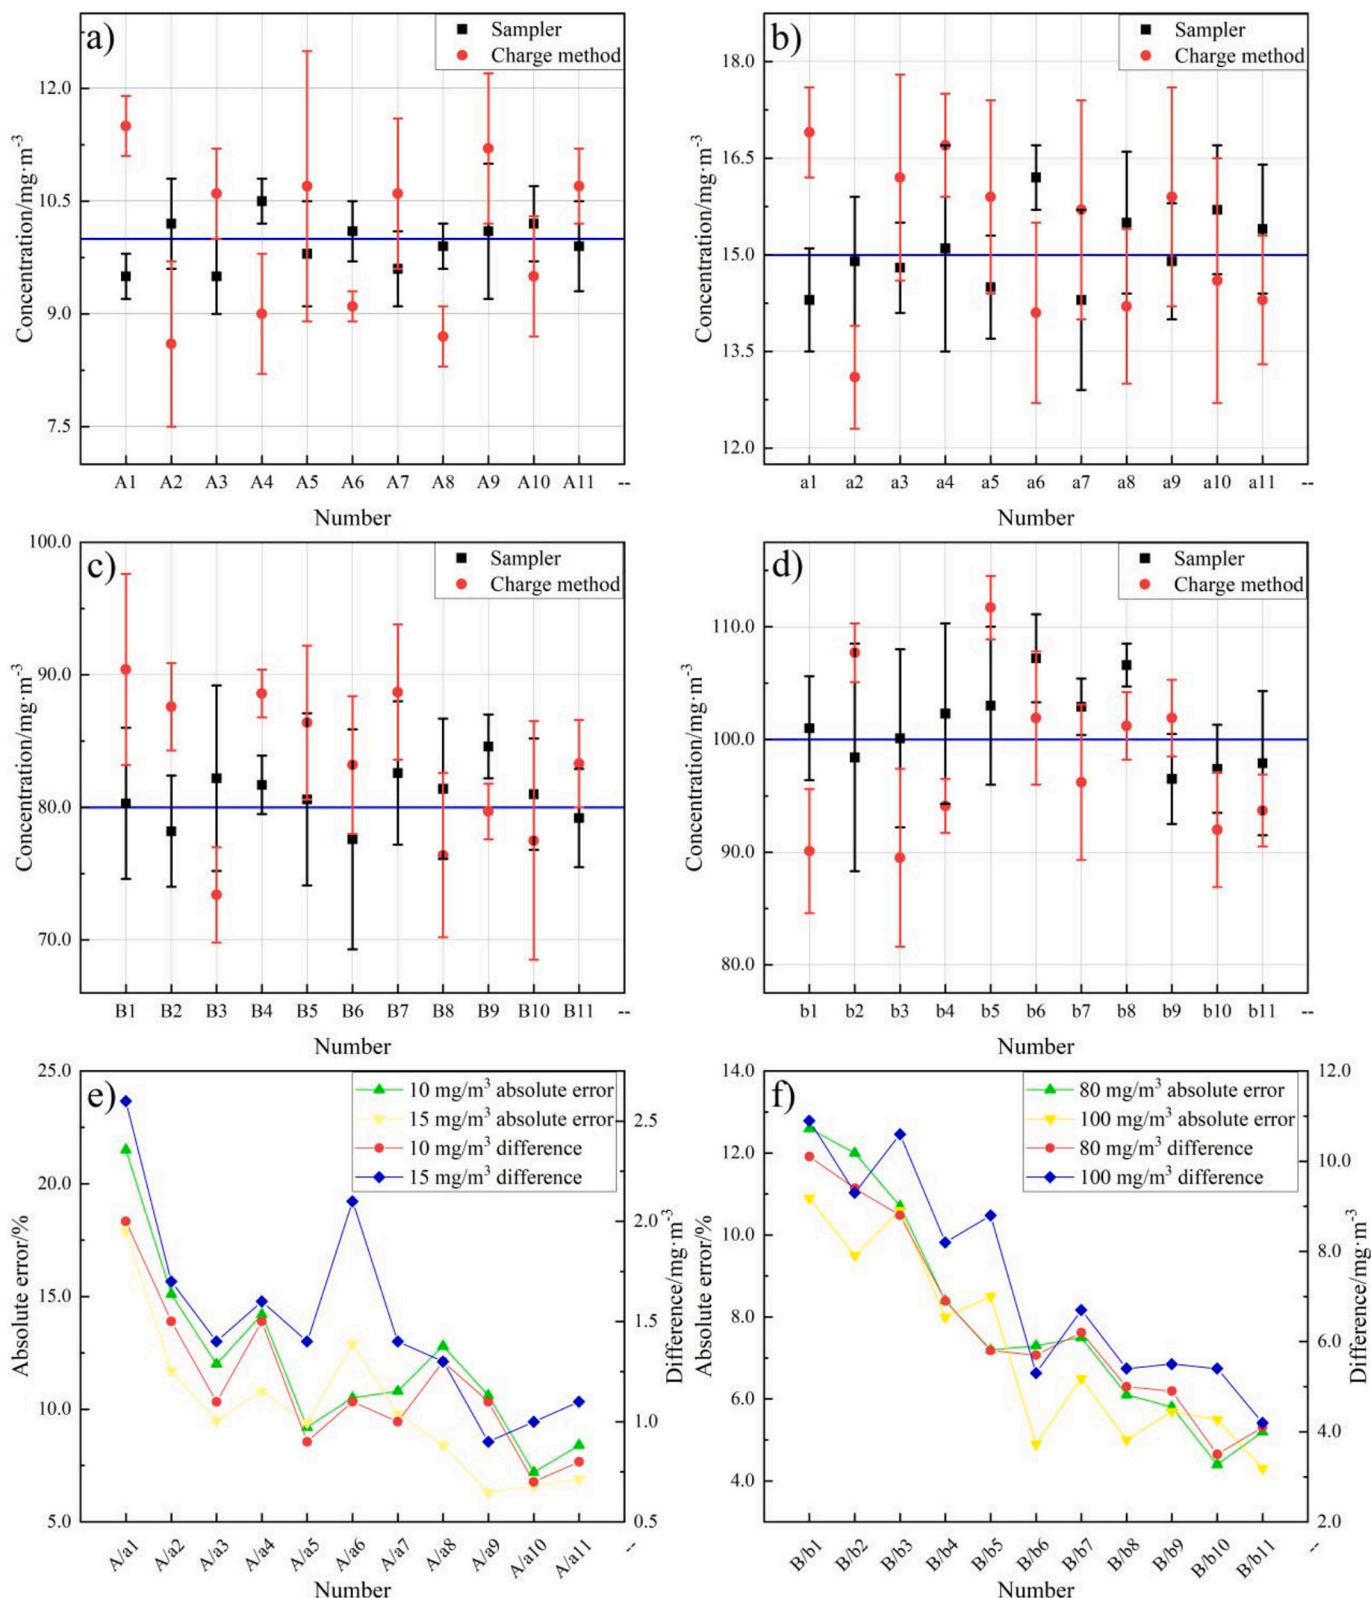 a)
Sampler
Charge method
Concentration/mg·m⁻³
12.0
10.5
9.0
7.5
A1 A2 A3 A4 A5 A6 A7 A8 A9 A10 A11 --
Number
b)
Sampler
Charge method
Concentration/mg·m⁻³
18.0
16.5
15.0
13.5
12.0
a1 a2 a3 a4 a5 a6 a7 a8 a9 a10 a11 --
Number
c)
Sampler
Charge method
Concentration/mg·m⁻³
100.0
90.0
80.0
70.0
B1 B2 B3 B4 B5 B6 B7 B8 B9 B10 B11 --
Number
d)
Sampler
Charge method
Concentration/mg·m⁻³
110.0
100.0
90.0
80.0
b1 b2 b3 b4 b5 b6 b7 b8 b9 b10 b11 --
Number
e)
10 mg/m³ absolute error
15 mg/m³ absolute error
10 mg/m³ difference
15 mg/m³ difference
Absolute error/%
25.0
20.0
15.0
10.0
5.0
Difference/mg·m⁻³
2.5
2.0
1.5
1.0
0.5
A/a1 A/a2 A/a3 A/a4 A/a5 A/a6 A/a7 A/a8 A/a9 A/a10 A/a11 --
Number
f)
80 mg/m³ absolute error
100 mg/m³ absolute error
80 mg/m³ difference
100 mg/m³ difference
Absolute error/%
14.0
12.0
10.0
8.0
6.0
4.0
Difference/mg·m⁻³
12.0
10.0
8.0
6.0
4.0
2.0
B/b1 B/b2 B/b3 B/b4 B/b5 B/b6 B/b7 B/b8 B/b9 B/b10 B/b11 --
Number